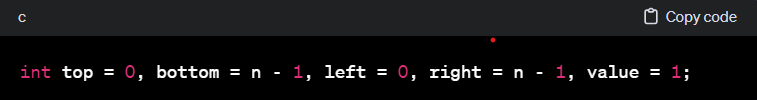 c
Copy code
int top = 0, bottom = n - 1, left = 0, right = n - 1, value = 1;